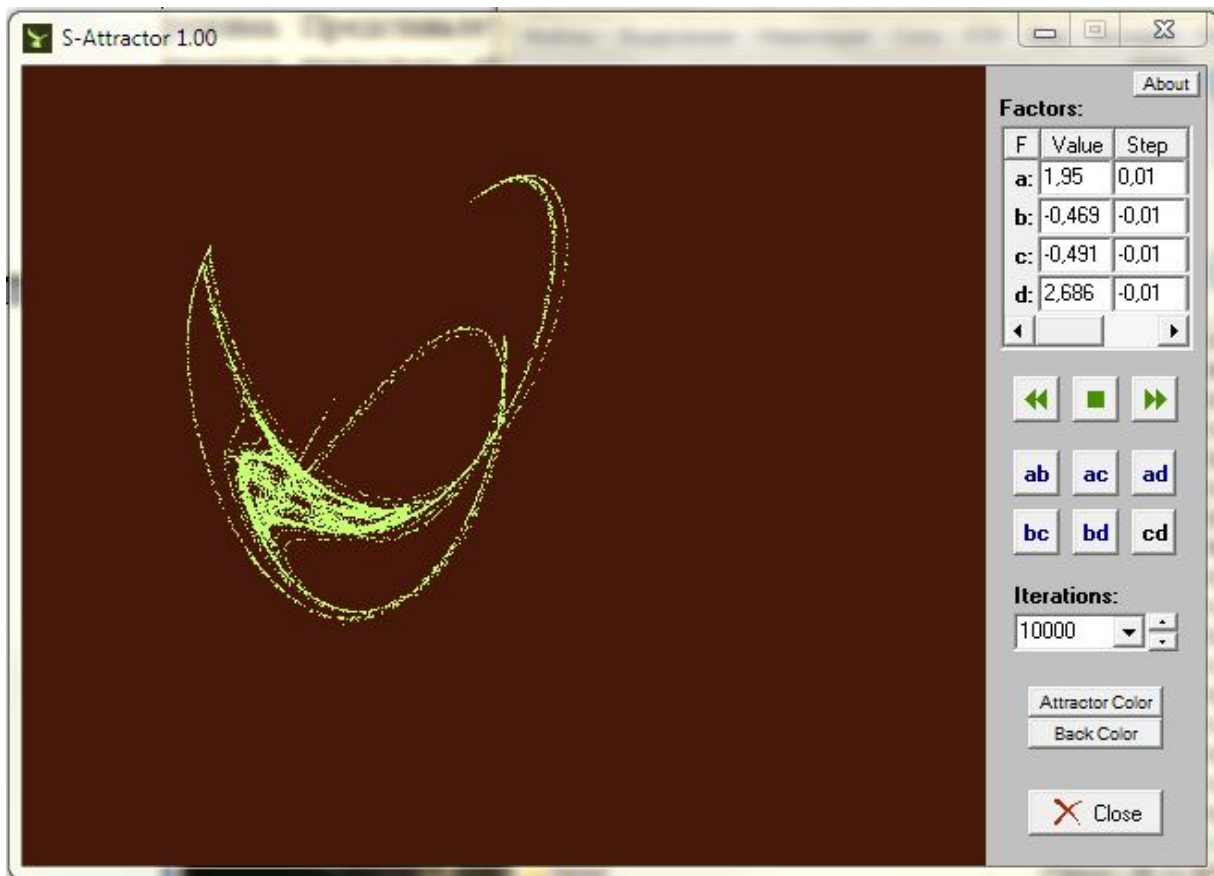 S-Attractor 1.00
About
Factors:
F Value Step
a: 1,95 0,01
b: -0,469 -0,01
c: -0,491 -0,01
d: 2,686 -0,01
ab ac ad
bc bd cd
Iterations:
10000
Attractor Color
Back Color
Close